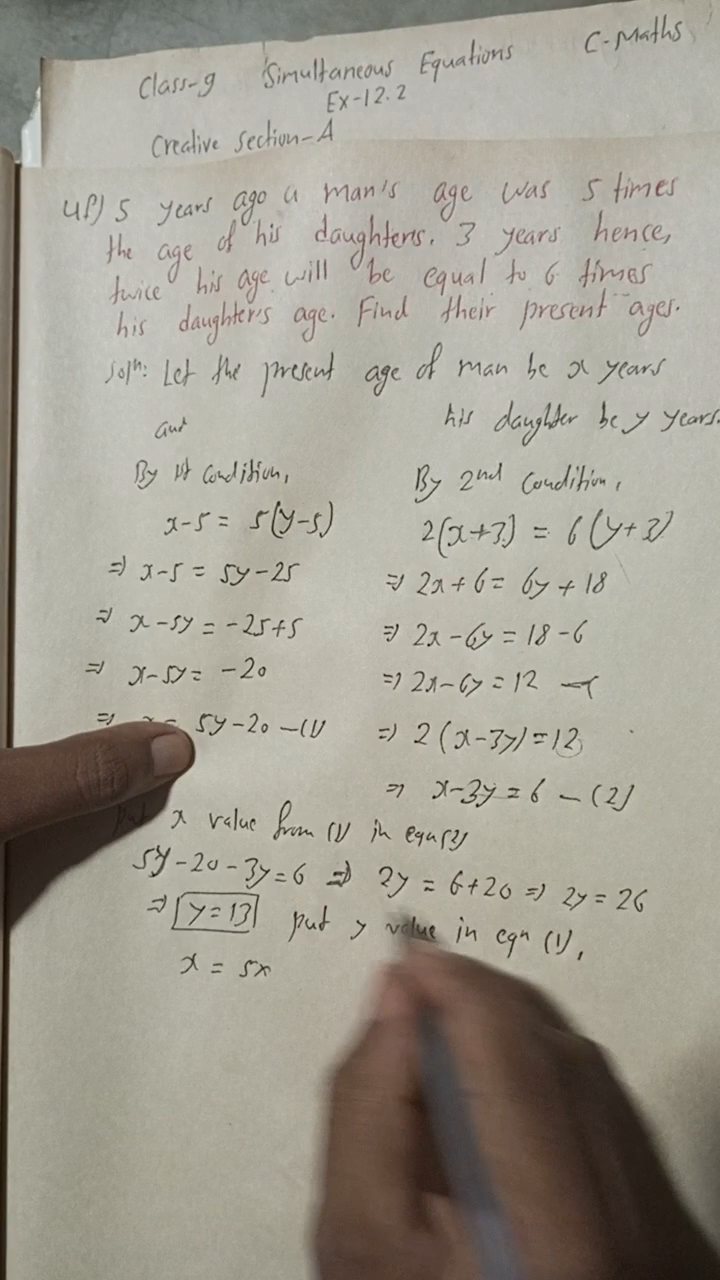 Class-9 Simultaneous Equations C-Maths
Ex-12.2
Creative section-A
4f) 5 years ago a man's age was 5 times
the age of his daughters. 3 years hence,
twice his age will be equal to 6 times
his daughter's age. Find their present ages.
Solⁿ: Let the present age of man be x years
and his daughter be y years.
By 1st condition,
x-5 = 5(y-5)
⇒ x-5 = 5y-25
⇒ x-5y = -25+5
⇒ x-5y = -20
⇒ = 5y-20 -(1)
By 2nd condition,
2(x+3) = 6(y+3)
⇒ 2x+6 = 6y+18
⇒ 2x-6y = 18-6
⇒ 2x-6y = 12
⇒ 2(x-3y)=12
⇒ x-3y = 6 -(2)
x value from (1) in eqn(2)
5y-20-3y=6 ⇒ 2y = 6+20 ⇒ 2y = 26
⇒ y=13 put y value in eqn (1),
x = 5x